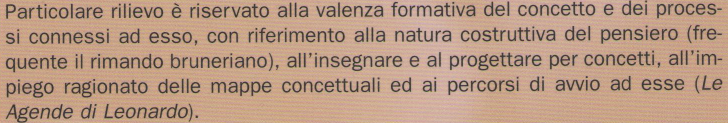 Particolare rilievo è riservato alla valenza formativa del concetto e dei proces-
si connessi ad esso, con riferimento alla natura costruttiva del pensiero (fre-
quente il rimando bruneriano), all'insegnare e al progettare per concetti, all'im-
piego ragionato delle mappe concettuali ed ai percorsi di avvio ad esse (Le
Agende di Leonardo).